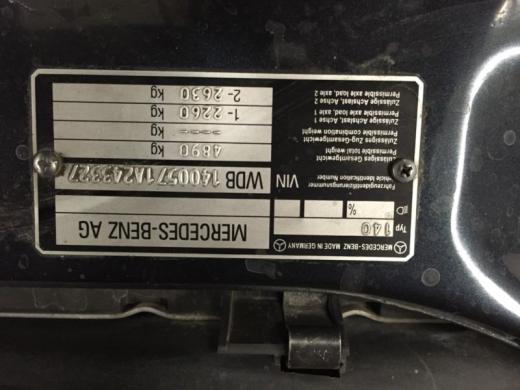 MERCEDES-BENZ MADE IN GERMANY
Typ 140
%
MERCEDES-BENZ AG
Fahrzeugidentifizierungsnummer
Vehicle Identification Number
VIN WDB 1400571A243327
Zulässiges Gesamtgewicht
Permissible total weight
4890 kg
Zulässiges Zug-Gesamtgewicht
Permissible combination weight
---- kg
Zulässige Achslast, Achse 1
Permissible axle load, axle 1
1- 2260 kg
Zulässige Achslast, Achse 2
Permissible axle load, axle 2
2- 2630 kg